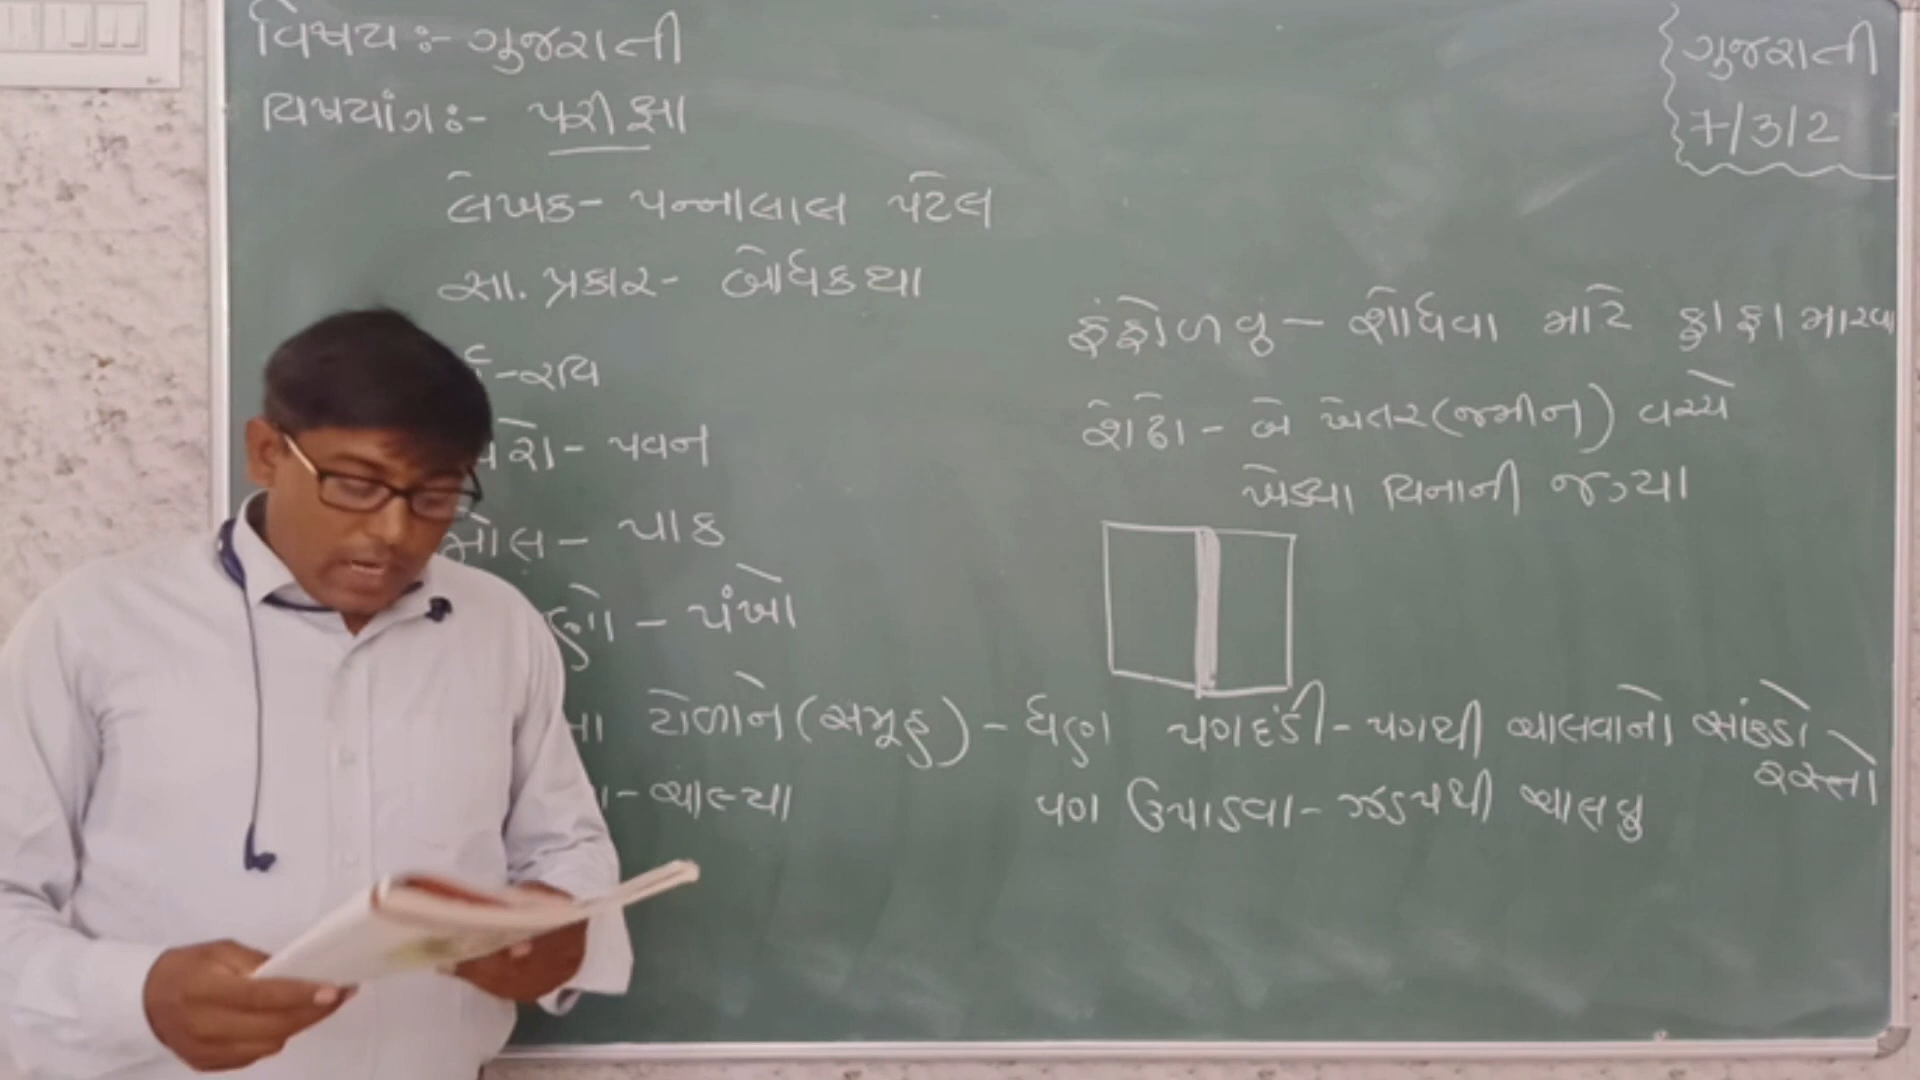 વિષય :- ગુજરાતી
વિષયાંગ :- પરીક્ષા
લેખક - પન્નાલાલ પટેલ
સા. પ્રકાર - બોધકથા
- રવિ
- પવન
મોલ - પાક
- પંખો
ટોળાને (સમૂહ) - ધણ
- ચાલ્યા
ગુજરાતી
7/3/2
ફંફોળવુ - શોધવા માટે ફાફા મારવા
શેઢો - બે ખેતર (જમીન) વચ્ચે
ખેડ્યા વિનાની જગ્યા
પગદંડી - પગથી ચાલવાનો સાંકડો
રસ્તો
પગ ઉપાડવા - ઝડપથી ચાલવુ